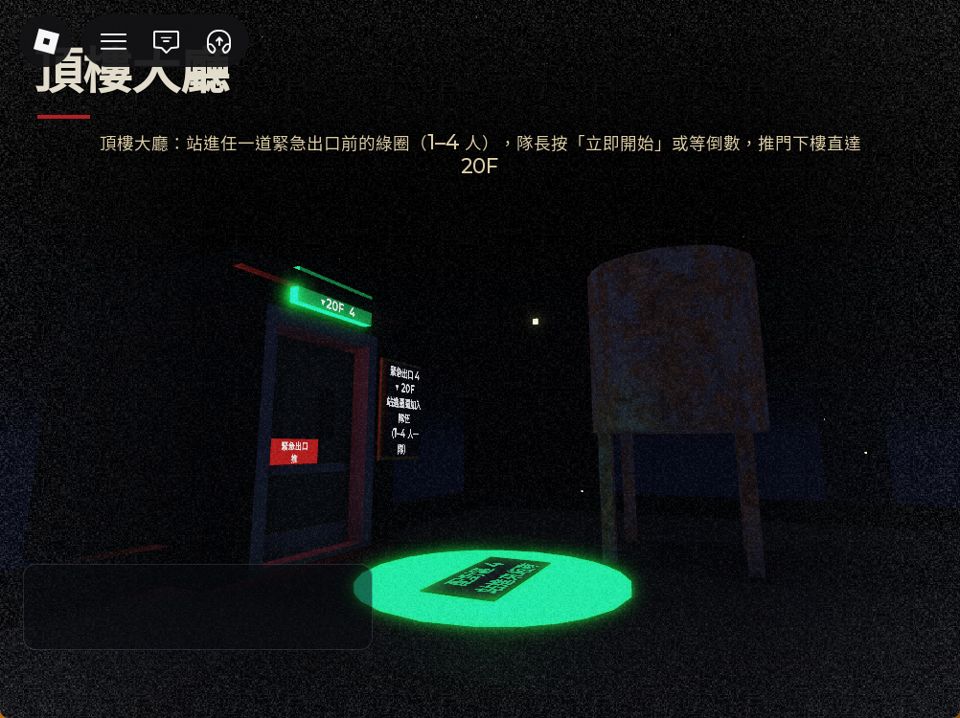 頂樓大廳
頂樓大廳：站進任一道緊急出口前的綠圈（1–4 人），隊長按「立即開始」或等倒數，推門下樓直達
20F
▼20F 4
緊急出口 4
▼20F
站進圈圈加入
隊伍
(1–4 人一
隊)
緊急出口
推